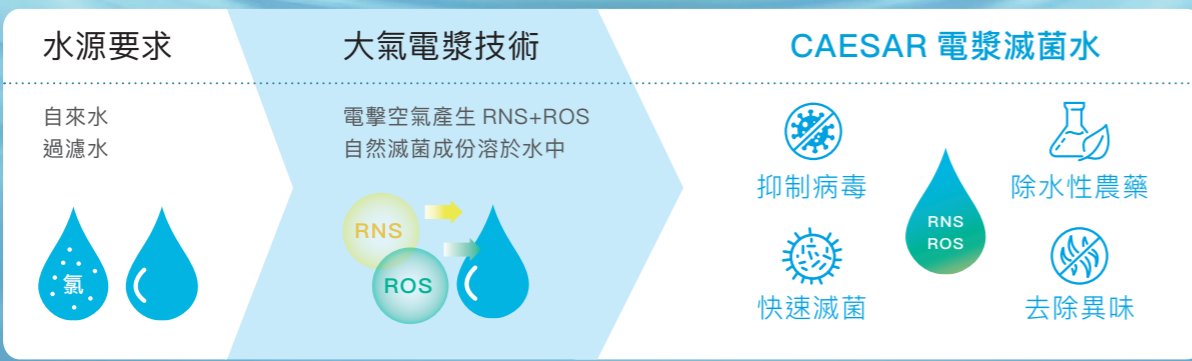 水源要求
自來水
過濾水
氯
大氣電漿技術
電擊空氣產生 RNS+ROS
自然滅菌成份溶於水中
RNS
ROS
CAESAR 電漿滅菌水
抑制病毒
除水性農藥
RNS
ROS
快速滅菌
去除異味